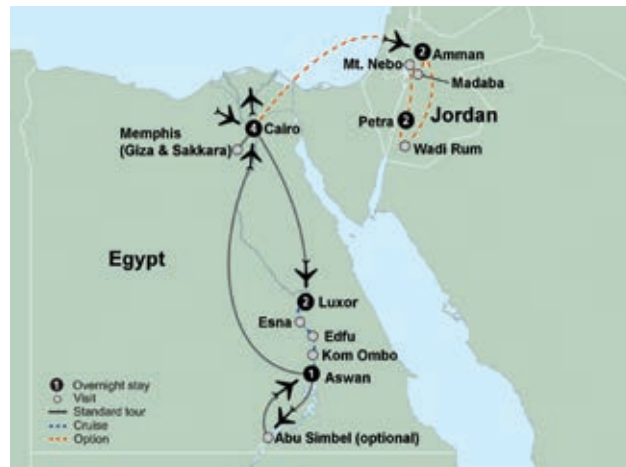 2 Amman
Mt. Nebo
Madaba
Petra 2
Jordan
Wadi Rum
4 Cairo
Memphis
(Giza & Sakkara)
Egypt
2 Luxor
Esna
Edfu
Kom Ombo
1 Aswan
Abu Simbel (optional)
1 Overnight stay
Visit
Standard tour
Cruise
Option